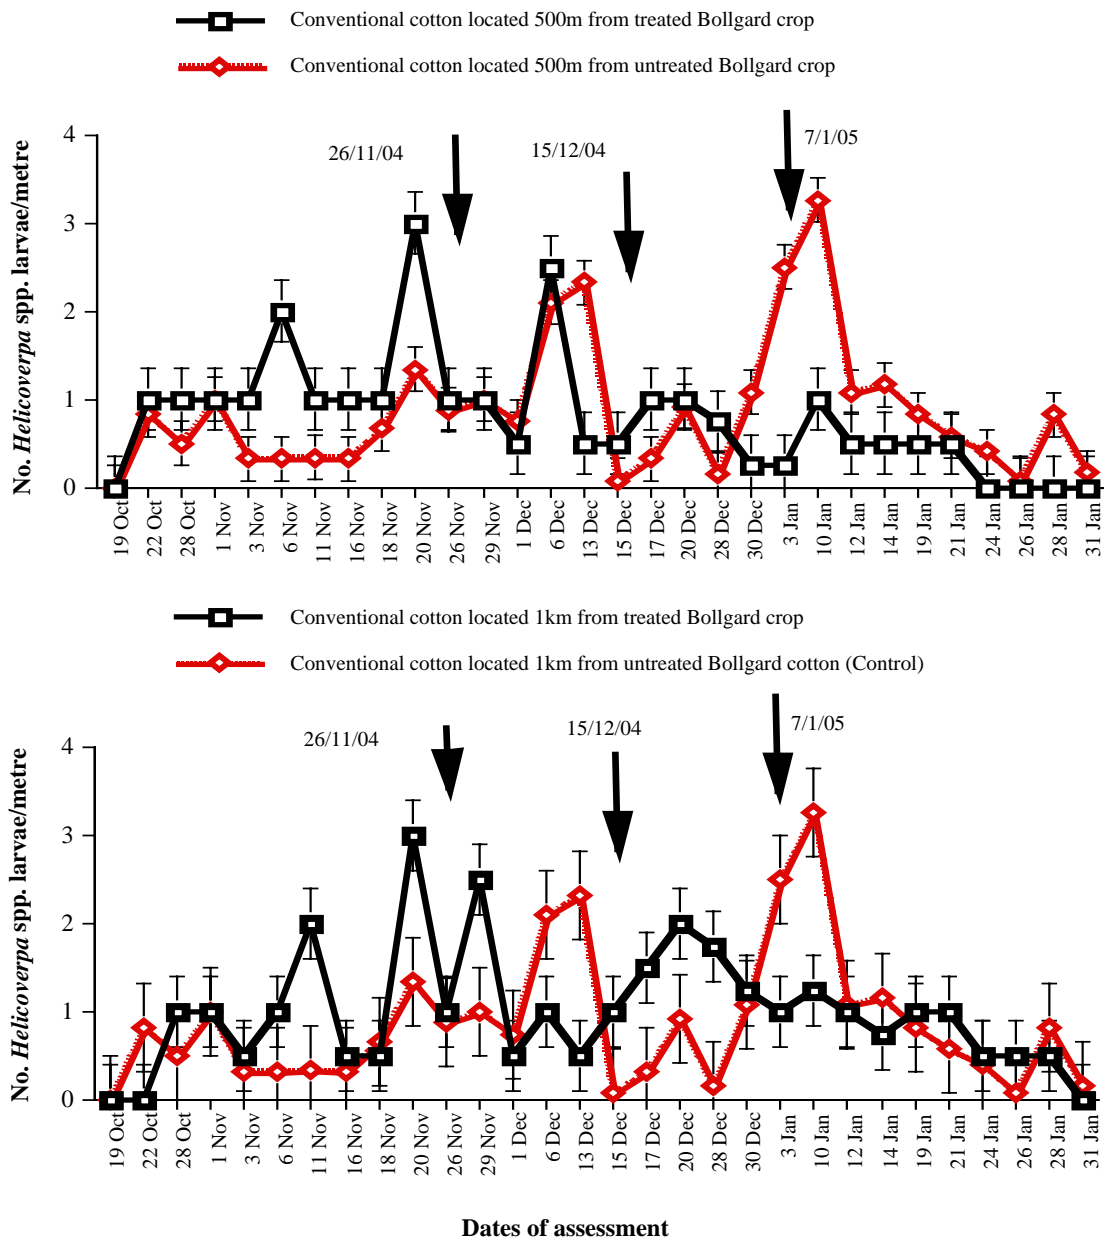 Conventional cotton located 500m from treated Bollgard crop
Conventional cotton located 500m from untreated Bollgard crop
No. Helicoverpa spp. larvae/metre
4
3
2
1
0
26/11/04
15/12/04
7/1/05
19 Oct
22 Oct
28 Oct
1 Nov
3 Nov
6 Nov
11 Nov
16 Nov
18 Nov
20 Nov
26 Nov
29 Nov
1 Dec
6 Dec
13 Dec
15 Dec
17 Dec
20 Dec
28 Dec
30 Dec
3 Jan
10 Jan
12 Jan
14 Jan
19 Jan
21 Jan
24 Jan
26 Jan
28 Jan
31 Jan
Conventional cotton located 1km from treated Bollgard crop
Conventional cotton located 1km from untreated Bollgard cotton (Control)
No. Helicoverpa spp. larvae/metre
4
3
2
1
0
26/11/04
15/12/04
7/1/05
19 Oct
22 Oct
28 Oct
1 Nov
3 Nov
6 Nov
11 Nov
16 Nov
18 Nov
20 Nov
26 Nov
29 Nov
1 Dec
6 Dec
13 Dec
15 Dec
17 Dec
20 Dec
28 Dec
30 Dec
3 Jan
10 Jan
12 Jan
14 Jan
19 Jan
21 Jan
24 Jan
26 Jan
28 Jan
31 Jan
Dates of assessment